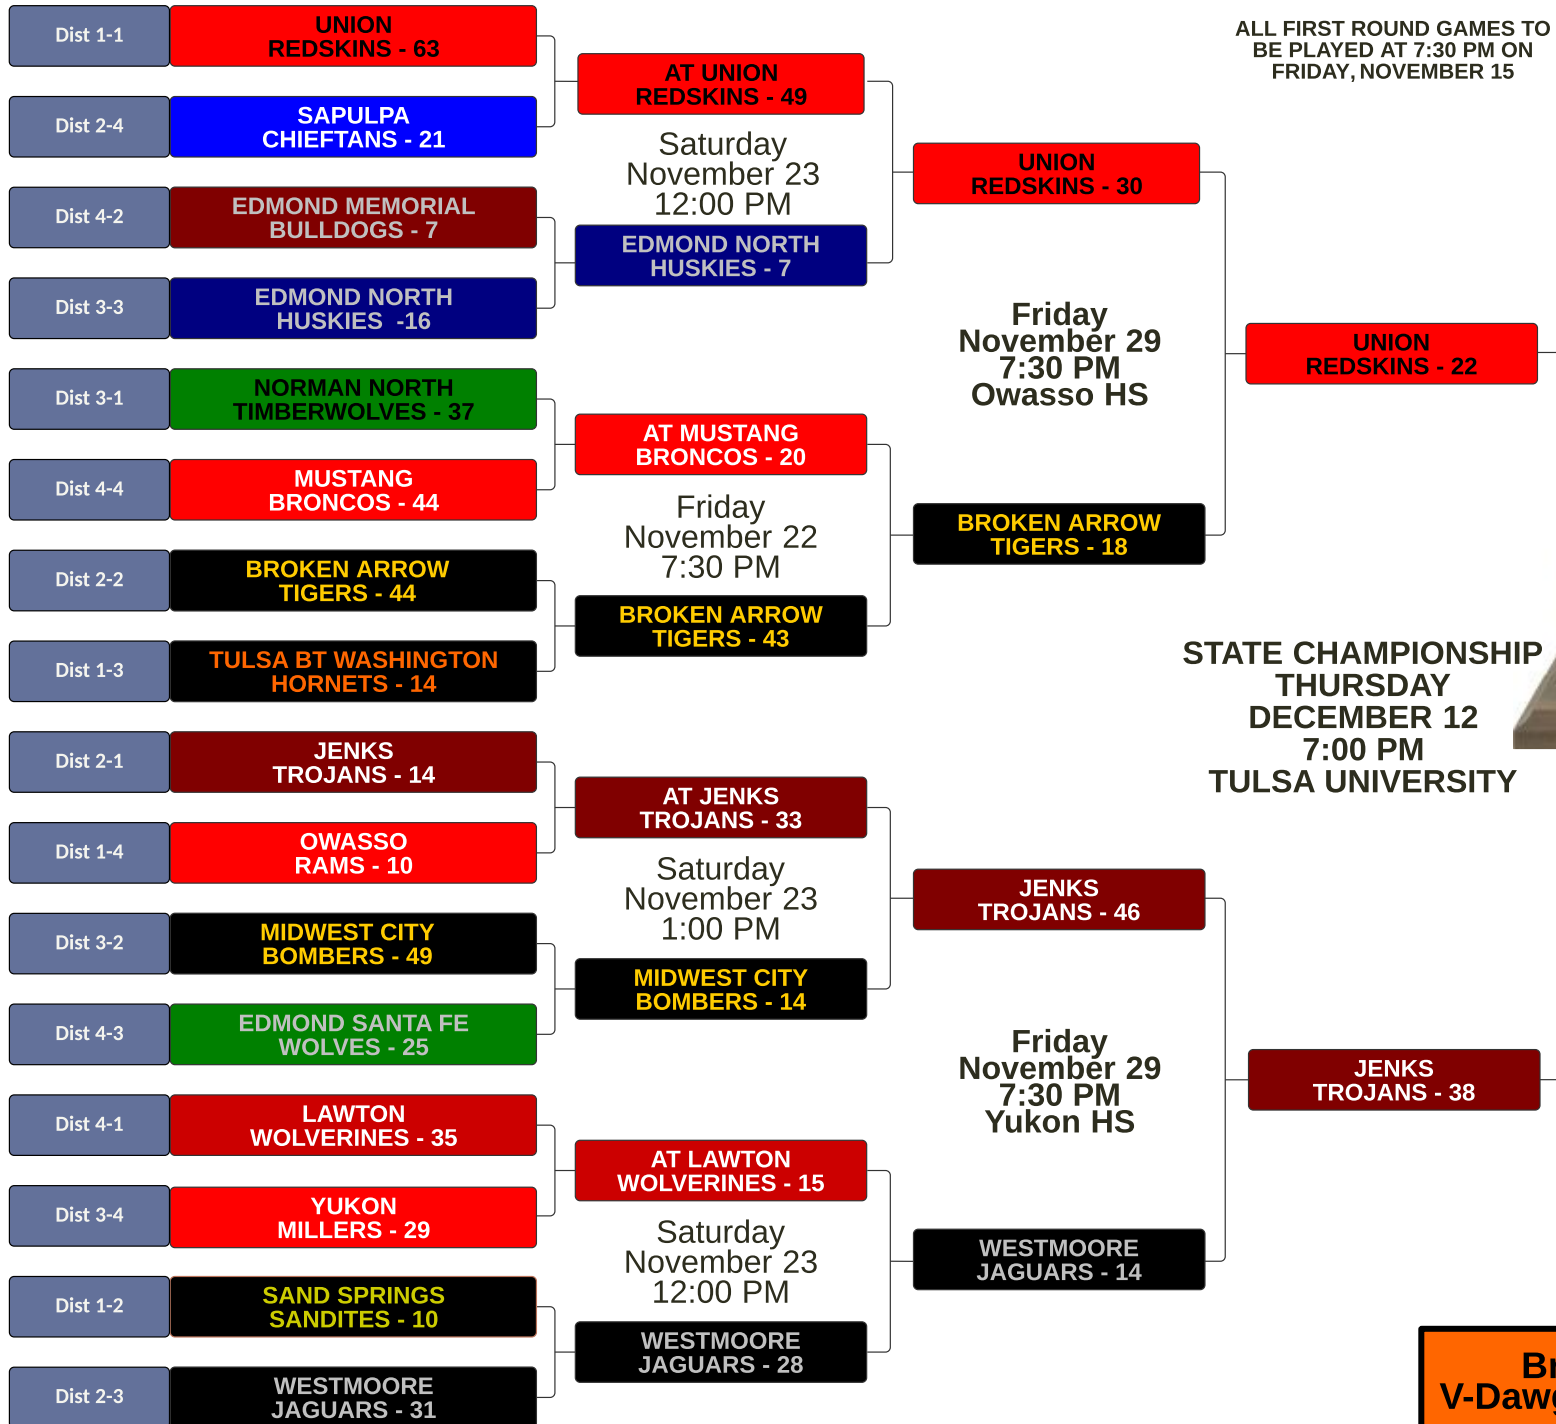 Dist 1-1
UNION
REDSKINS - 63
Dist 2-4
SAPULPA
CHIEFTANS - 21
Dist 4-2
EDMOND MEMORIAL
BULLDOGS - 7
Dist 3-3
EDMOND NORTH
HUSKIES  -16
Dist 3-1
NORMAN NORTH
TIMBERWOLVES - 37
Dist 4-4
MUSTANG
BRONCOS - 44
Dist 2-2
BROKEN ARROW
TIGERS - 44
Dist 1-3
TULSA BT WASHINGTON
HORNETS - 14
Dist 2-1
JENKS
TROJANS - 14
Dist 1-4
OWASSO
RAMS - 10
Dist 3-2
MIDWEST CITY
BOMBERS - 49
Dist 4-3
EDMOND SANTA FE
WOLVES - 25
Dist 4-1
LAWTON
WOLVERINES - 35
Dist 3-4
YUKON
MILLERS - 29
Dist 1-2
SAND SPRINGS
SANDITES - 10
Dist 2-3
WESTMOORE
JAGUARS - 31
AT UNION
REDSKINS - 49
Saturday
November 23
12:00 PM
EDMOND NORTH
HUSKIES - 7
AT MUSTANG
BRONCOS - 20
Friday
November 22
7:30 PM
BROKEN ARROW
TIGERS - 43
AT JENKS
TROJANS - 33
Saturday
November 23
1:00 PM
MIDWEST CITY
BOMBERS - 14
AT LAWTON
WOLVERINES - 15
Saturday
November 23
12:00 PM
WESTMOORE
JAGUARS - 28
UNION
REDSKINS - 30
Friday
November 29
7:30 PM
Owasso HS
BROKEN ARROW
TIGERS - 18
JENKS
TROJANS - 46
Friday
November 29
7:30 PM
Yukon HS
WESTMOORE
JAGUARS - 14
ALL FIRST ROUND GAMES TO
BE PLAYED AT 7:30 PM ON
FRIDAY, NOVEMBER 15
UNION
REDSKINS - 22
STATE CHAMPIONSHIP
THURSDAY
DECEMBER 12
7:00 PM
TULSA UNIVERSITY
JENKS
TROJANS - 38